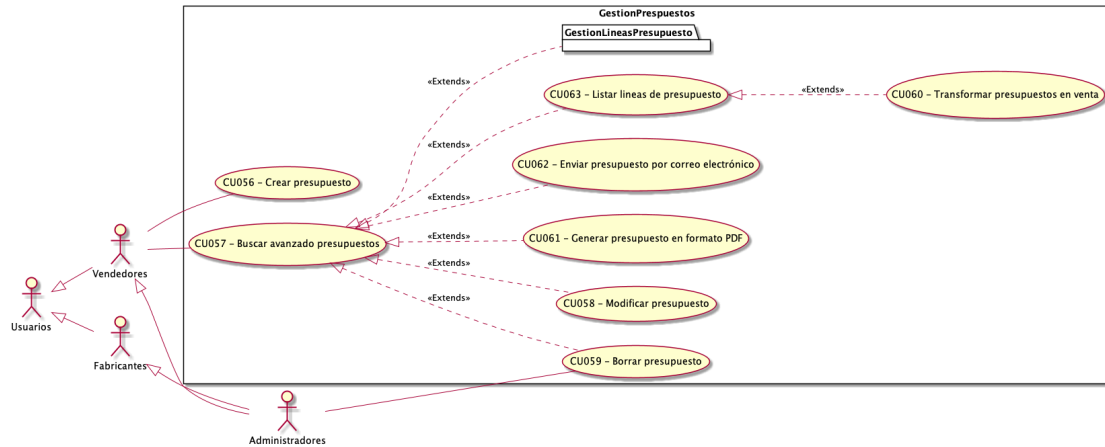 GestionPrespuestos
GestionLineasPresupuesto
«Extends»
CU063 – Listar lineas de presupuesto
«Extends»
CU060 – Transformar presupuestos en venta
«Extends»
CU062 – Enviar presupuesto por correo electrónico
«Extends»
CU056 – Crear presupuesto
CU061 – Generar presupuesto en formato PDF
«Extends»
CU057 – Buscar avanzado presupuestos
«Extends»
Vendedores
CU058 – Modificar presupuesto
«Extends»
Usuarios
CU059 – Borrar presupuesto
Fabricantes
Administradores